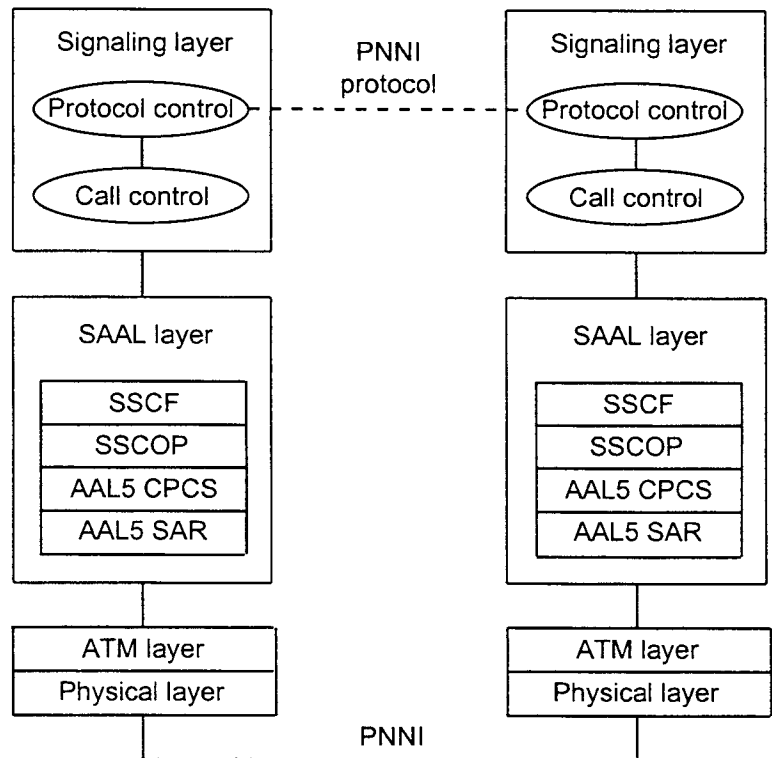 Signaling layer
Protocol control
Call control
SAAL layer
SSCF
SSCOP
AAL5 CPCS
AAL5 SAR
ATM layer
Physical layer
PNNI
protocol
Signaling layer
Protocol control
Call control
SAAL layer
SSCF
SSCOP
AAL5 CPCS
AAL5 SAR
ATM layer
Physical layer
PNNI